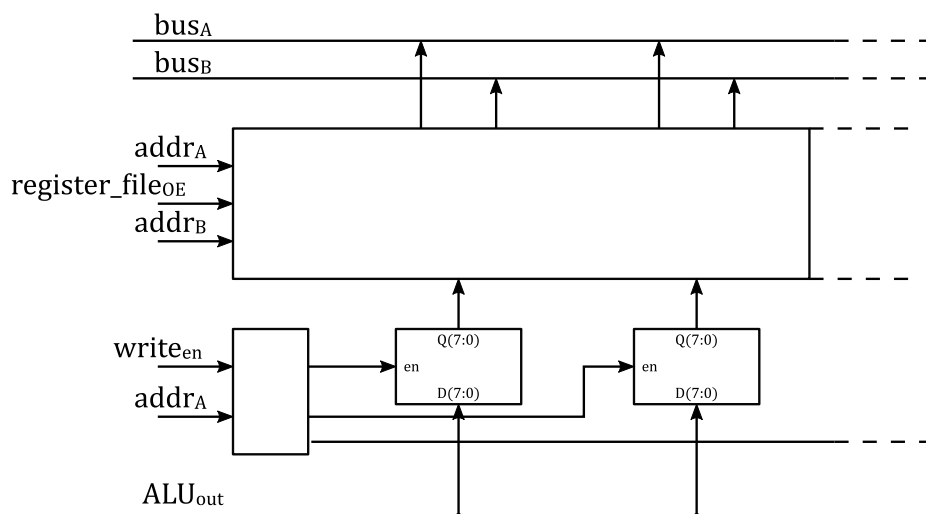 busA
busB
addrA
register_fileOE
addrB
writeen
addrA
Q(7:0)
en
D(7:0)
Q(7:0)
en
D(7:0)
ALUout